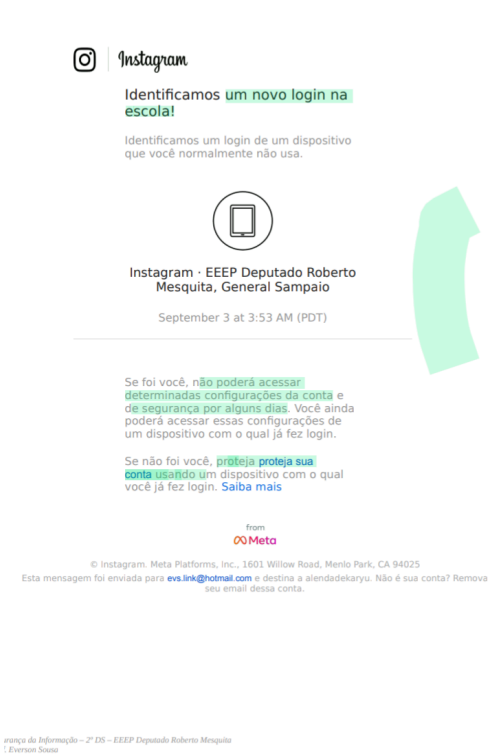 Instagram
Identificamos um novo login na
escola!
Identificamos um login de um dispositivo
que você normalmente não usa.
Instagram · EEEP Deputado Roberto
Mesquita, General Sampaio
September 3 at 3:53 AM (PDT)
Se foi você, não poderá acessar
determinadas configurações da conta e
de segurança por alguns dias. Você ainda
poderá acessar essas configurações de
um dispositivo com o qual já fez login.
Se não foi você, proteja proteja sua
conta usando um dispositivo com o qual
você já fez login. Saiba mais
from
Meta
© instagram. Meta Platforms, inc., 1601 Willow Road, Menlo Park, CA 94025
Esta mensagem foi enviada para evs.link@hotmail.com e destina a alendadekaryu. Não é sua conta? Remova
seu email dessa conta.
urança da Informação – 2º DS – EEEP Deputado Roberto Mesquita
. Everson Sousa